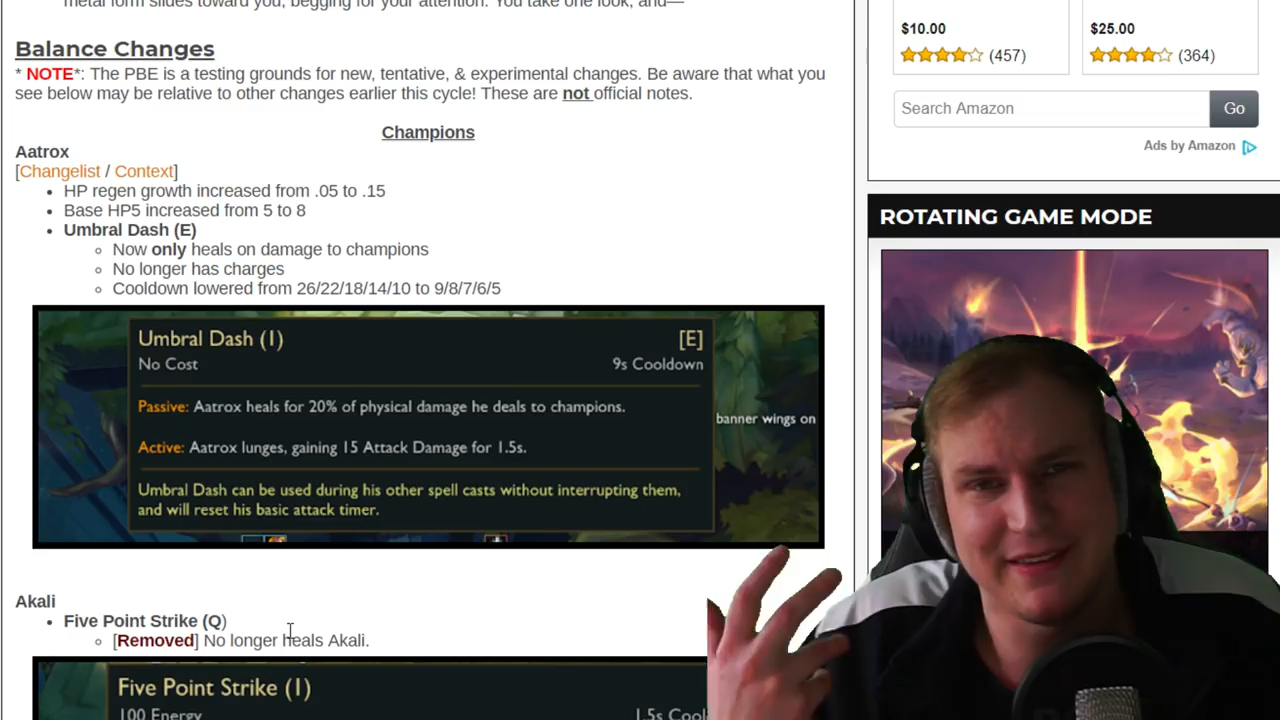 metal form slides toward you, begging for your attention. You take one look, and—
Balance Changes
* NOTE*: The PBE is a testing grounds for new, tentative, & experimental changes. Be aware that what you
see below may be relative to other changes earlier this cycle! These are not official notes.
Champions
Aatrox
[Changelist / Context]
HP regen growth increased from .05 to .15
Base HP5 increased from 5 to 8
Umbral Dash (E)
Now only heals on damage to champions
No longer has charges
Cooldown lowered from 26/22/18/14/10 to 9/8/7/6/5
Umbral Dash (1) [E]
No Cost 9s Cooldown
Passive: Aatrox heals for 20% of physical damage he deals to champions.
banner wings on
Active: Aatrox lunges, gaining 15 Attack Damage for 1.5s.
Umbral Dash can be used during his other spell casts without interrupting them,
and will reset his basic attack timer.
Akali
Five Point Strike (Q)
[Removed] No longer heals Akali.
Five Point Strike (1)
100 Energy 1.5s Cool
$10.00 $25.00
(457) (364)
Search Amazon Go
Ads by Amazon
ROTATING GAME MODE